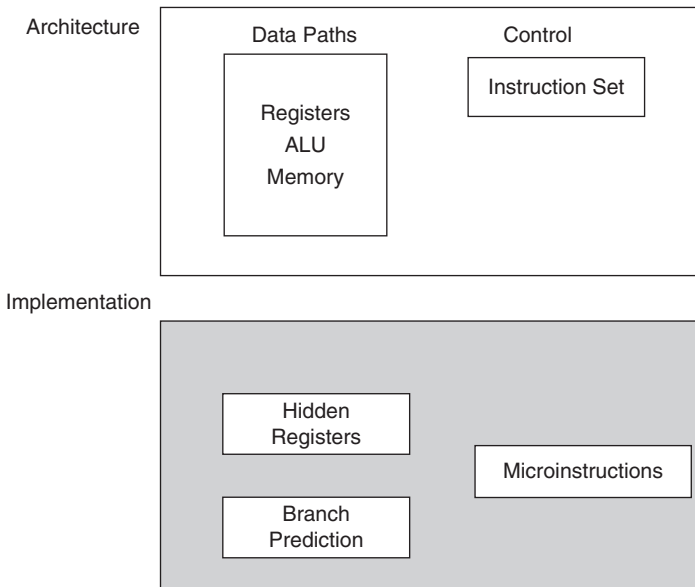 Architecture
Data Paths
Control
Registers
ALU
Memory
Instruction Set
Implementation
Hidden
Registers
Branch
Prediction
Microinstructions